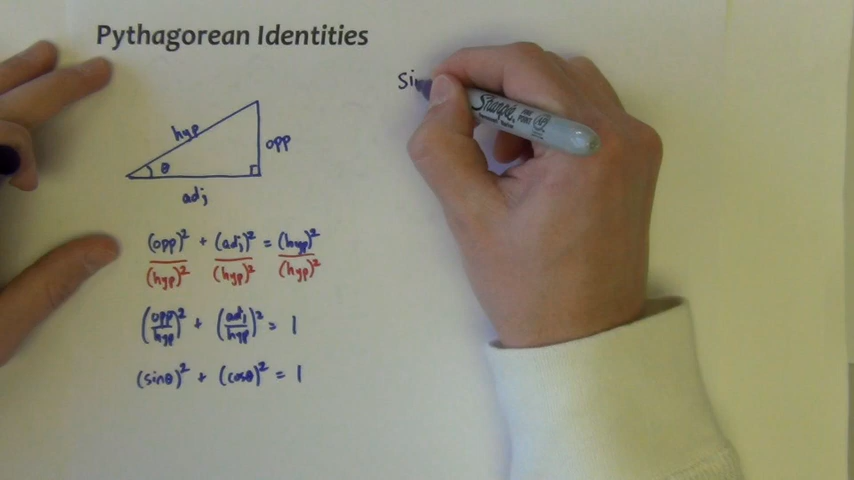 Pythagorean Identities
si
hyp
opp
θ
adj
(opp)² + (adj)² = (hyp)²
(hyp)² (hyp)² (hyp)²
(opp/hyp)² + (adj/hyp)² = 1
(sinθ)² + (cosθ)² = 1
Sharpie